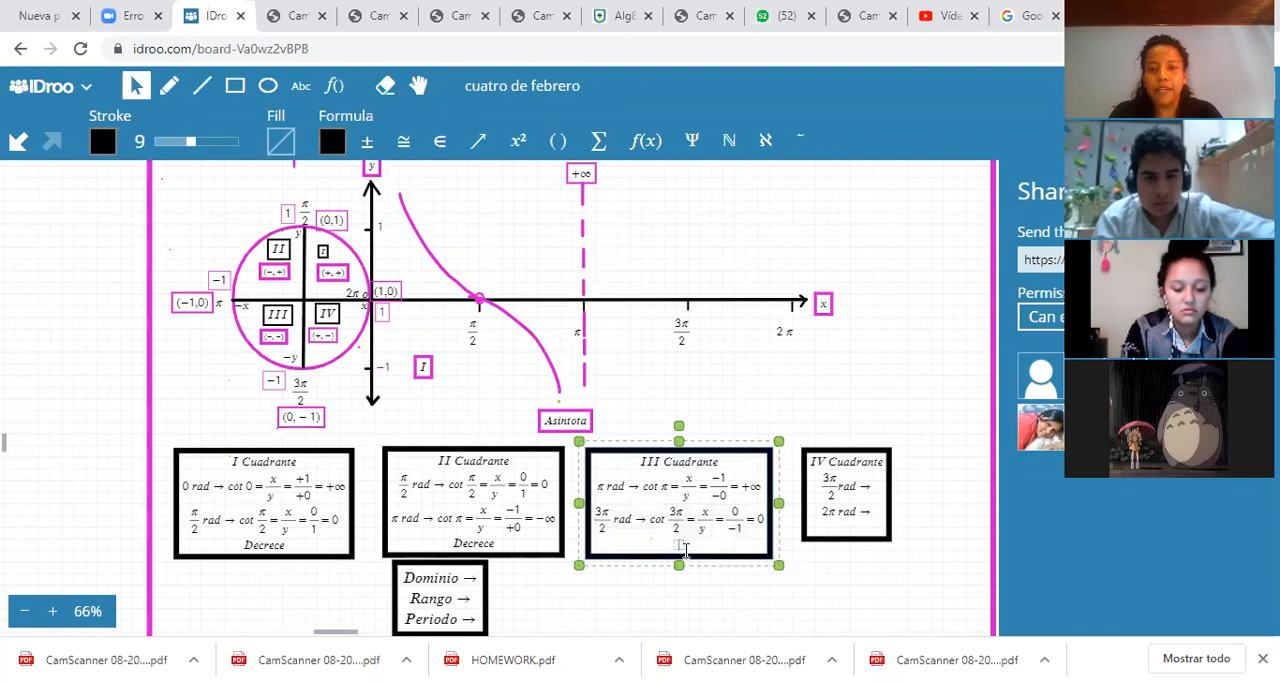 Nueva p
Erro
IDro
Cam
Cam
Cam
Cam
AlgE
Cam
(52)
Cam
Víde
Goo
idroo.com/board-Va0wz2vBPB
IDroo
Abc
f()
cuatro de febrero
Stroke
Fill
Formula
9
± ≅ ∈ x² ( ) ∑ f(x) Ψ ℕ ℵ ~
Shar
Send th
https:/
Permis
Can e
y
+∞
1
π/2
(0,1)
y
1
II
I
(−,+)
(+,+)
−1
(−1,0)
π
−x
2π
0
(1,0)
x
1
III
IV
(−,−)
(+,−)
−y
−1
3π/2
(0, − 1)
−1
I
π/2
π
3π/2
2 π
x
Asintota
I Cuadrante
0 rad → cot 0 = x/y = +1/+0 = +∞
π/2 rad → cot π/2 = x/y = 0/1 = 0
Decrece
II Cuadrante
π/2 rad → cot π/2 = x/y = 0/1 = 0
π rad → cot π = x/y = −1/+0 = −∞
Decrece
III Cuadrante
π rad → cot π = x/y = −1/−0 = +∞
3π/2 rad → cot 3π/2 = x/y = 0/−1 = 0
IV Cuadrante
3π/2 rad →
2π rad →
Dominio →
Rango →
Periodo →
− + 66%
CamScanner 08-20....pdf
CamScanner 08-20....pdf
HOMEWORK.pdf
CamScanner 08-20....pdf
CamScanner 08-20....pdf
Mostrar todo